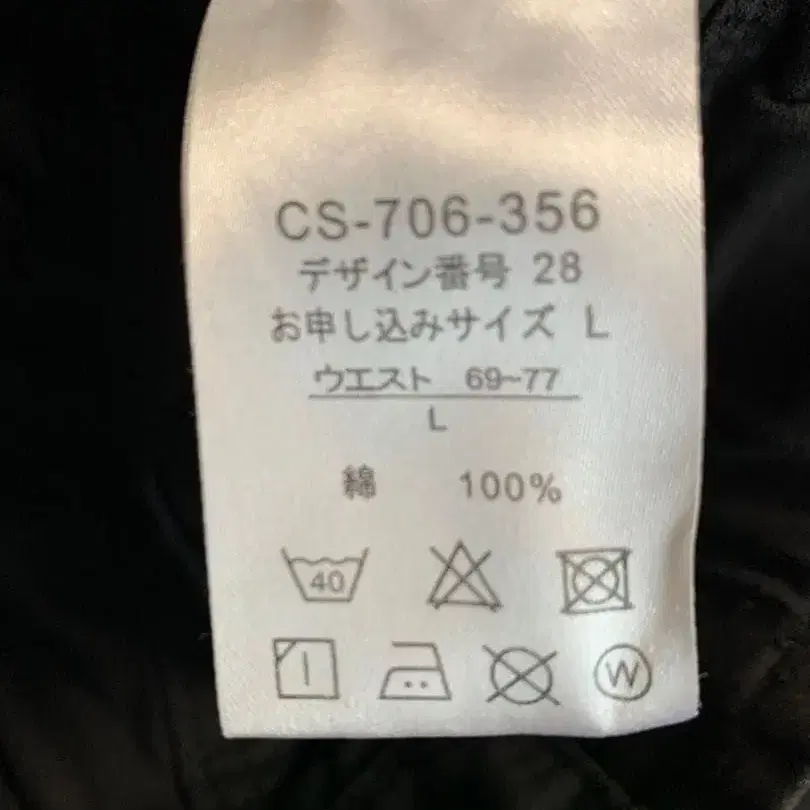 CS-706-356
デザイン番号 28
お申し込みサイズ L
ウエスト 69~77
L
綿 100%
40
W